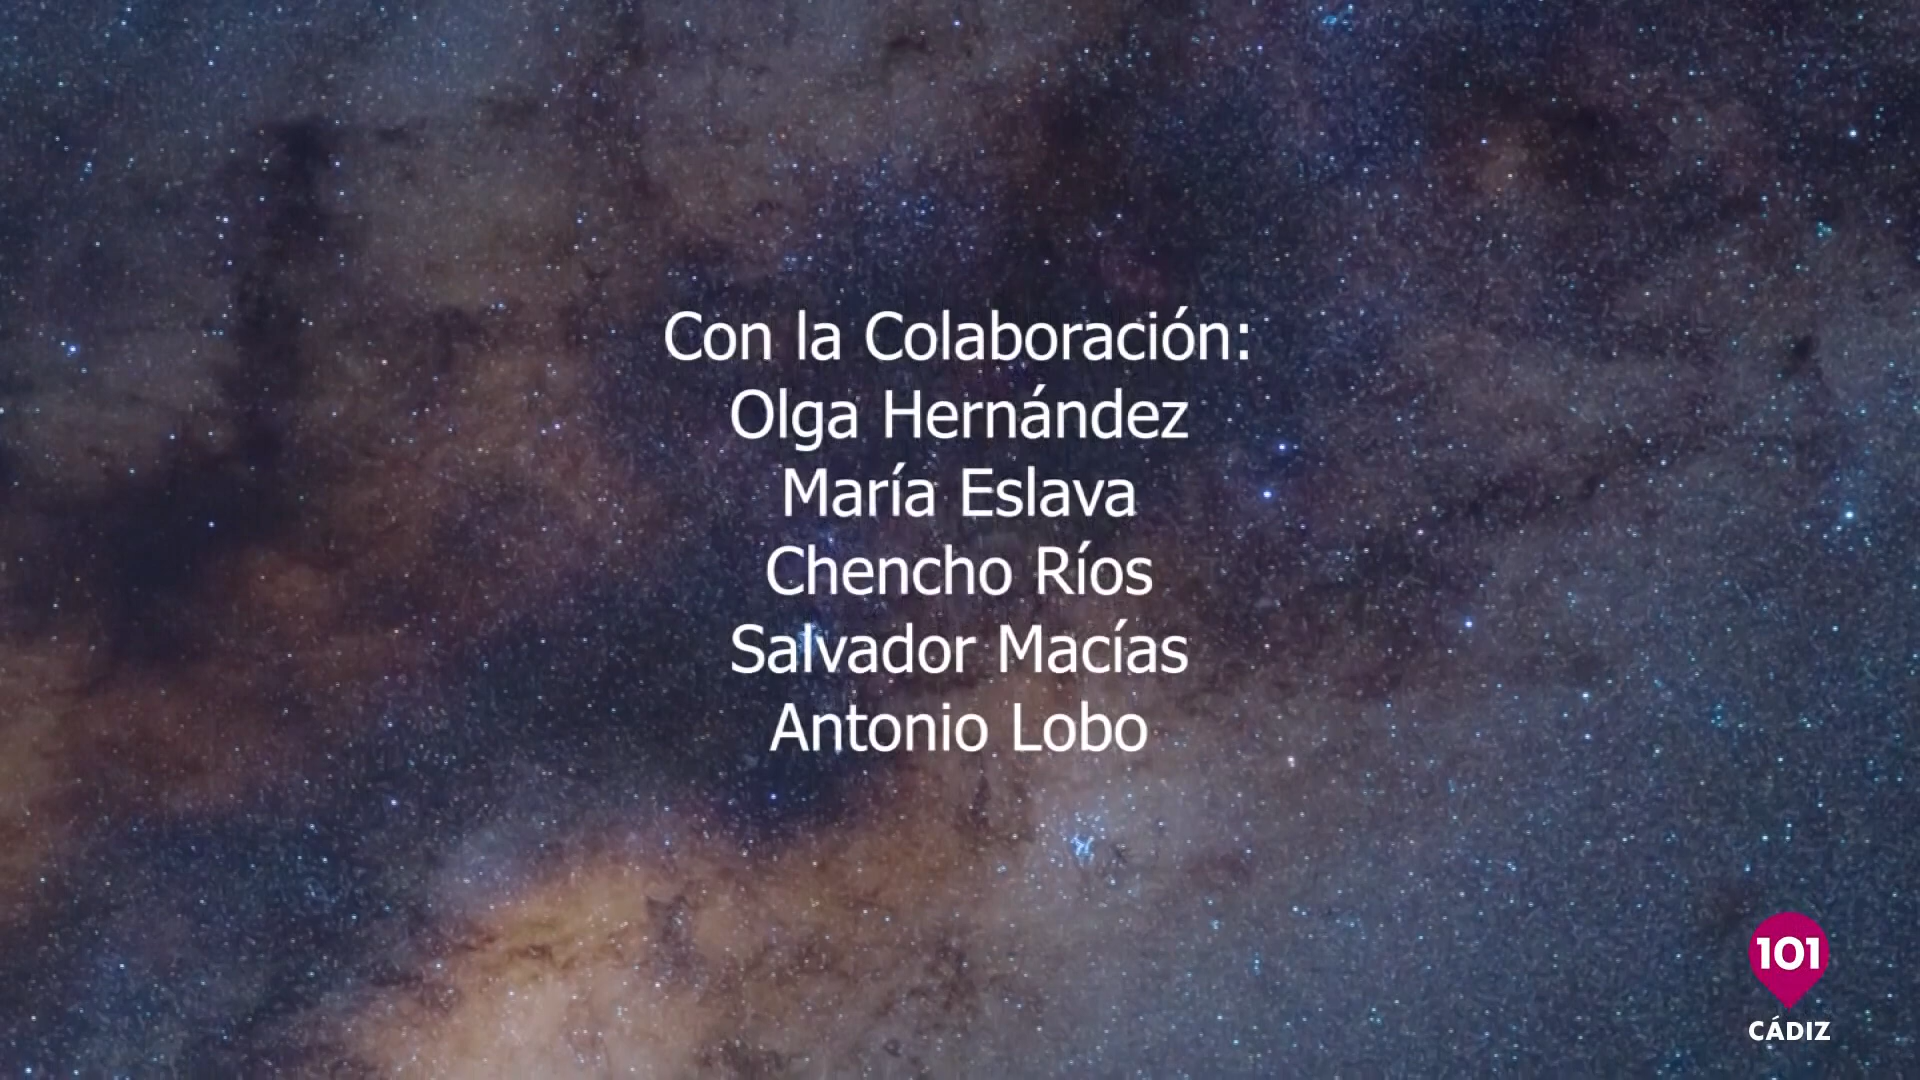 Con la Colaboración:
Olga Hernández
María Eslava
Chencho Ríos
Salvador Macías
Antonio Lobo
101
CÁDIZ